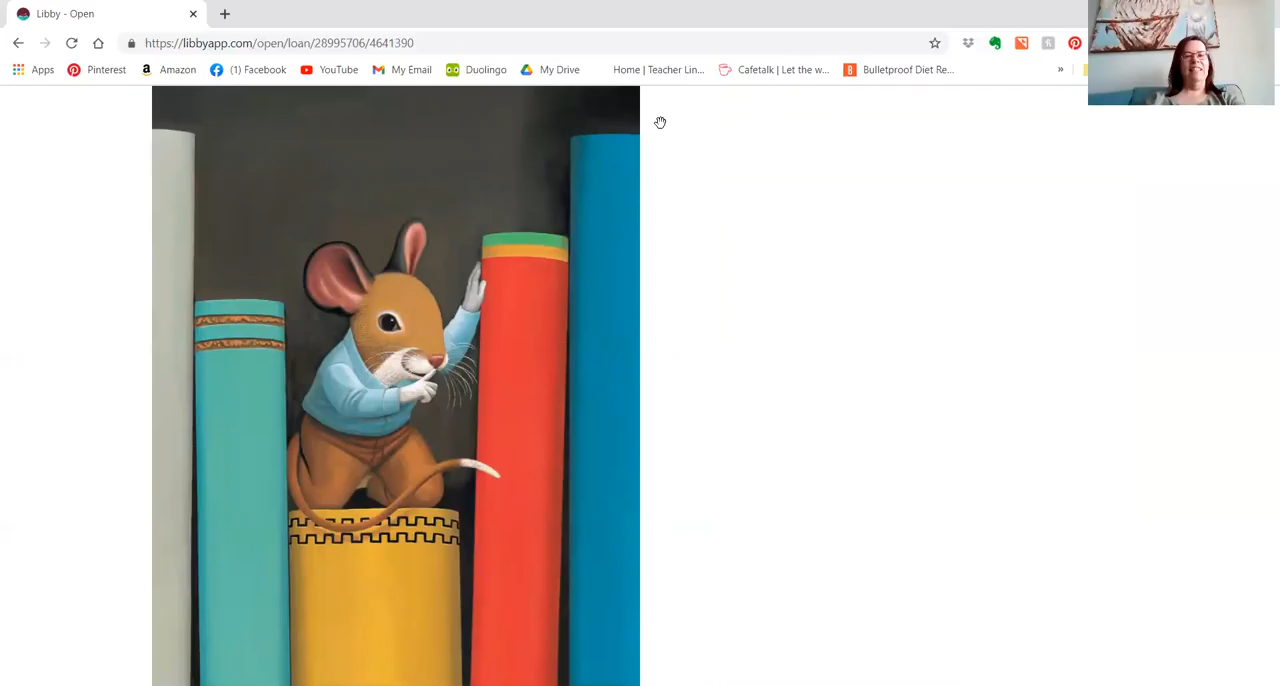 Libby - Open
https://libbyapp.com/open/loan/28995706/4641390
Apps Pinterest Amazon (1) Facebook YouTube My Email Duolingo My Drive Home | Teacher Lin... Cafetalk | Let the w... Bulletproof Diet Re... »